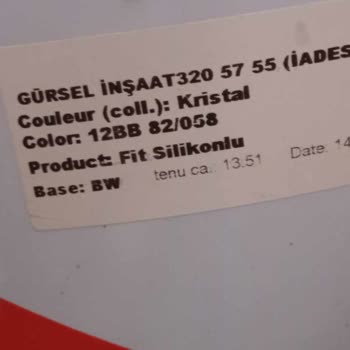 GÜRSEL İNŞAAT320 57 55 (İADES
Couleur (coll.): Kristal
Color: 12BB 82/058
Product: Fit Silikonlu
Base: BW tenu ca. 13.51 Date: 14